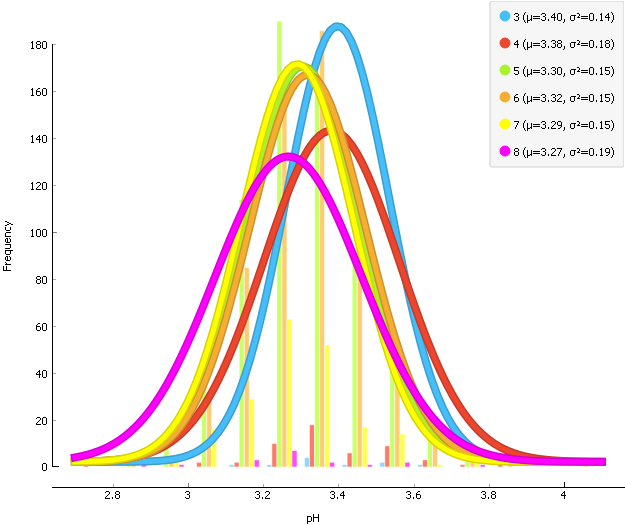 3 (μ=3.40, σ²=0.14)
4 (μ=3.38, σ²=0.18)
5 (μ=3.30, σ²=0.15)
6 (μ=3.32, σ²=0.15)
7 (μ=3.29, σ²=0.15)
8 (μ=3.27, σ²=0.19)
Frequency
180
160
140
120
100
80
60
40
20
0
2.8 3 3.2 3.4 3.6 3.8 4
pH